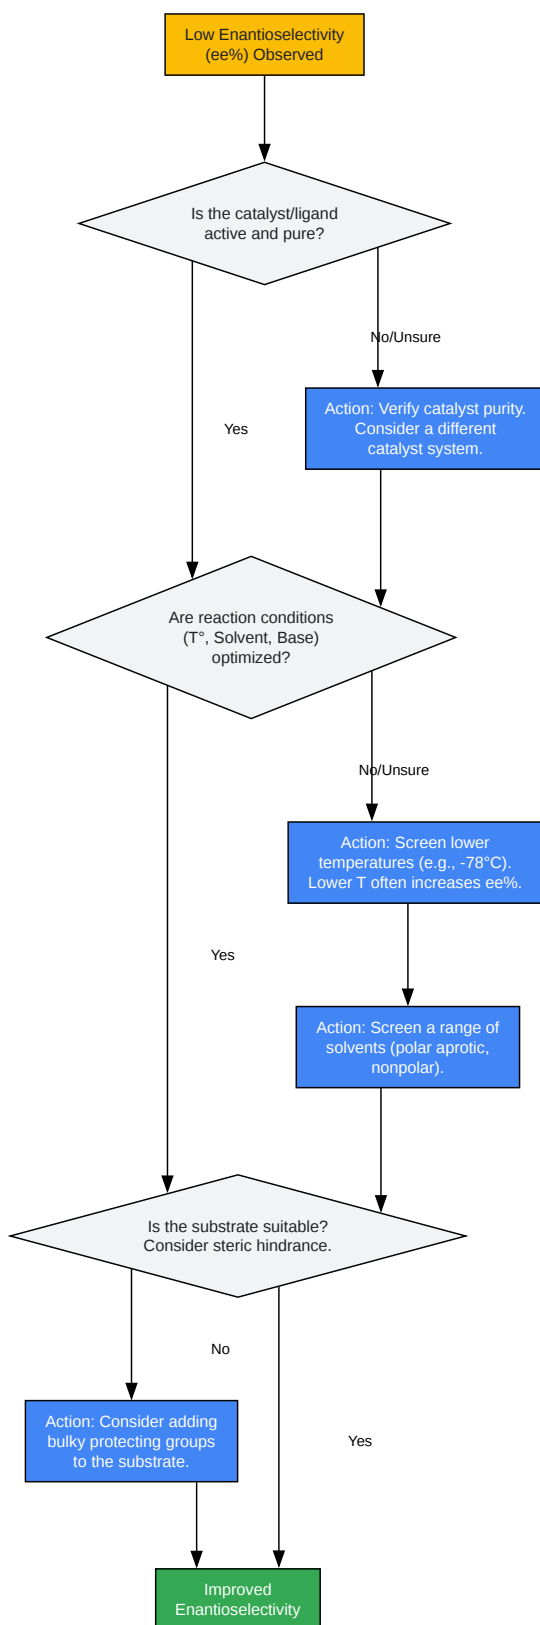 Low Enantioselectivity
(ee%) Observed
Is the catalyst/ligand
active and pure?
No/Unsure
Action: Verify catalyst purity.
Consider a different
catalyst system.
Yes
Are reaction conditions
(T°, Solvent, Base)
optimized?
No/Unsure
Action: Screen lower
temperatures (e.g., -78°C).
Lower T often increases ee%.
Yes
Action: Screen a range of
solvents (polar aprotic,
nonpolar).
Is the substrate suitable?
Consider steric hindrance.
No
Action: Consider adding
bulky protecting groups
to the substrate.
Yes
Improved
Enantioselectivity